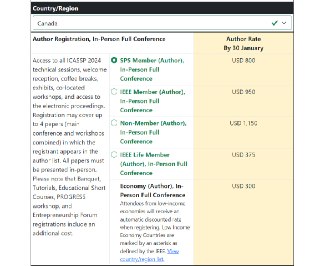 Country/Region
Canada
Author Registration, In-Person Full Conference
Author Rate
By 30 January
Access to all ICASSP 2024
technical sessions, welcome
reception, coffee breaks,
exhibits, co-located
workshops, and access to
the electronic proceedings.
Registration may cover up
to 4 papers (main
conference and workshops
combined) in which the
registrant appears in the
author list. All papers must
be presented in-person.
Please note that Banquet,
Tutorials, Educational Short
Courses, PROGRESS
workshop, and
Entrepreneurship Forum
registrations include an
additional cost.
SPS Member (Author),
In-Person Full
Conference
USD 800
IEEE Member (Author),
In-Person Full
Conference
USD 950
Non-Member (Author),
In-Person Full
Conference
USD 1,150
IEEE Life Member
(Author), In-Person Full
Conference
USD 375
Economy (Author), In-
Person Full Conference
USD 300
Attendees from low-income
economies will receive an
automatic discounted rate
when registering. Low Income
Economy Countries are
marked by an asterisk as
defined by the IEEE View
country/region list.